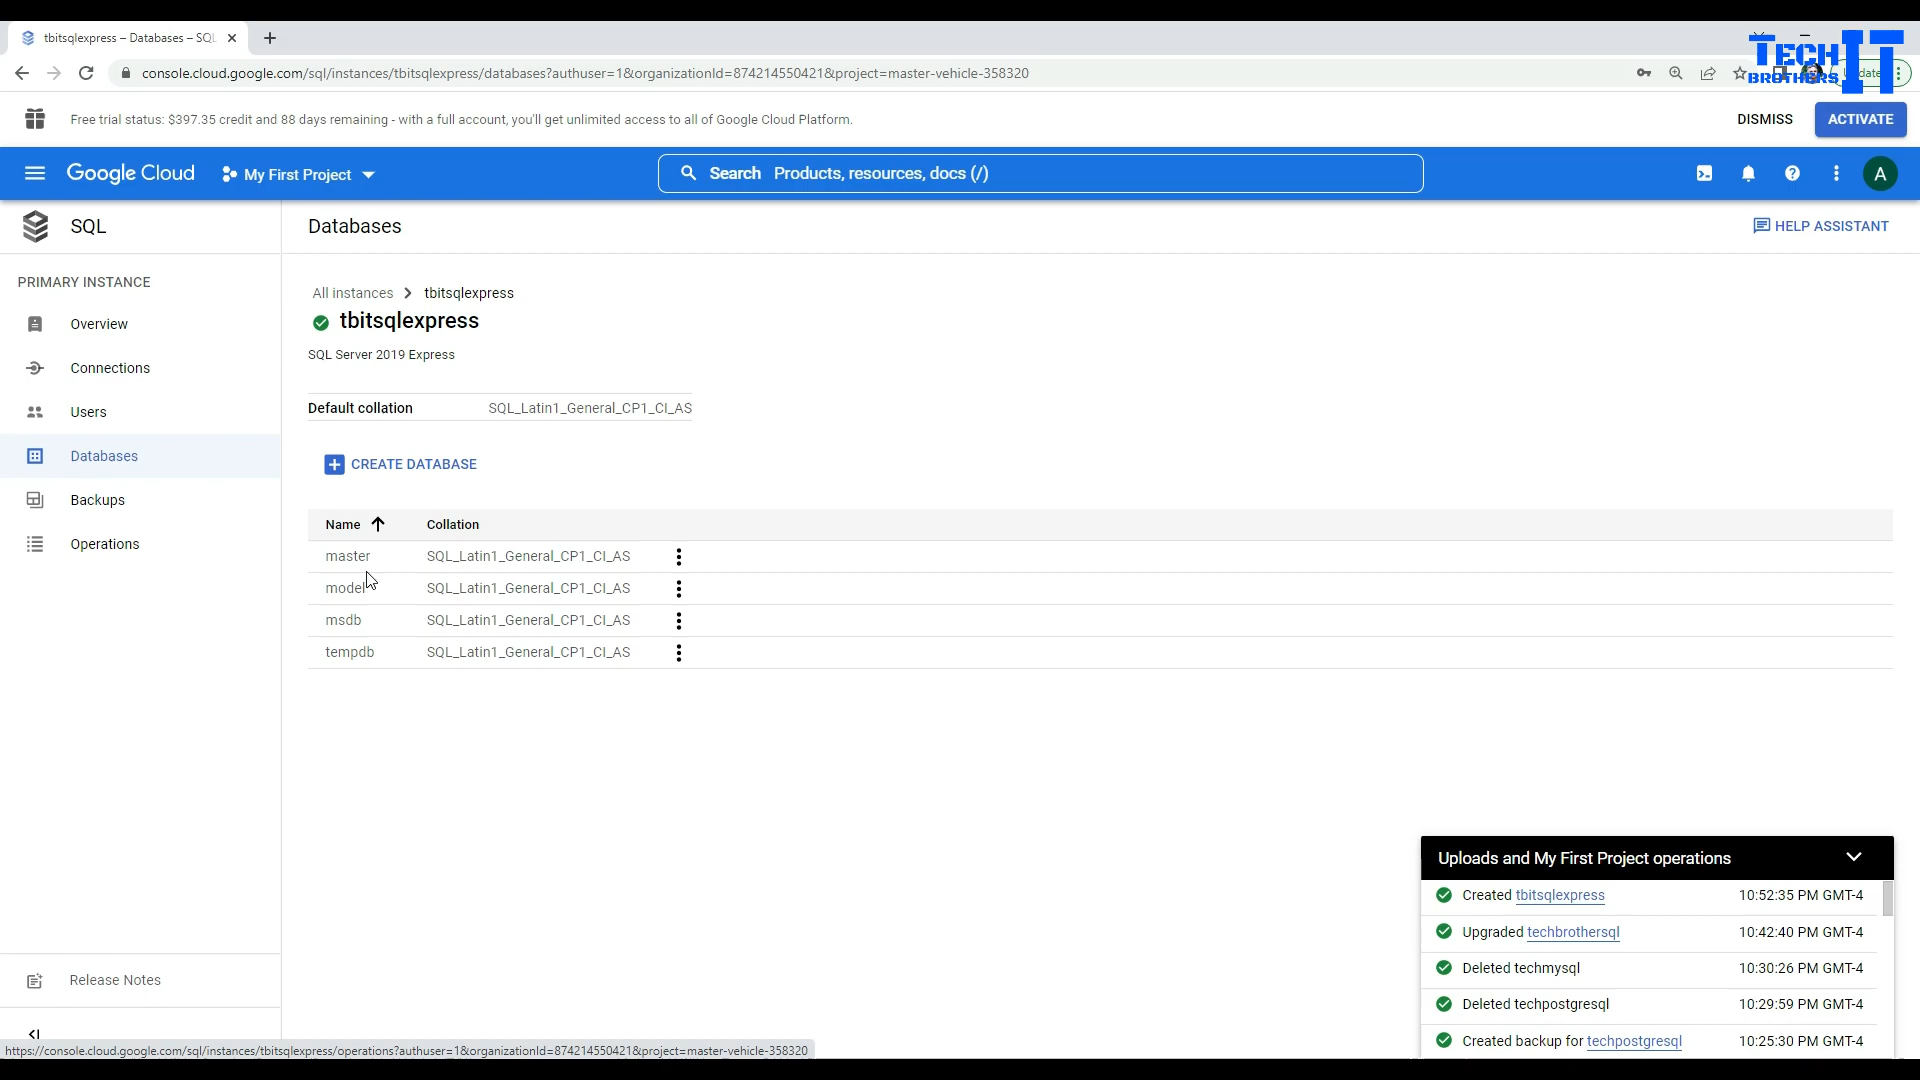 tbitsqlexpress – Databases – SQL
console.cloud.google.com/sql/instances/tbitsqlexpress/databases?authuser=1&organizationId=874214550421&project=master-vehicle-358320
TECH IT
BROTHERS
Free trial status: $397.35 credit and 88 days remaining - with a full account, you'll get unlimited access to all of Google Cloud Platform.
DISMISS
ACTIVATE
Google Cloud
My First Project
Search Products, resources, docs (/)
A
SQL
Databases
HELP ASSISTANT
PRIMARY INSTANCE
Overview
Connections
Users
Databases
Backups
Operations
All instances
tbitsqlexpress
tbitsqlexpress
SQL Server 2019 Express
Default collation SQL_Latin1_General_CP1_CI_AS
CREATE DATABASE
Name Collation
master SQL_Latin1_General_CP1_CI_AS
model SQL_Latin1_General_CP1_CI_AS
msdb SQL_Latin1_General_CP1_CI_AS
tempdb SQL_Latin1_General_CP1_CI_AS
Uploads and My First Project operations
Created tbitsqlexpress 10:52:35 PM GMT-4
Upgraded techbrothersql 10:42:40 PM GMT-4
Deleted techmysql 10:30:26 PM GMT-4
Deleted techpostgresql 10:29:59 PM GMT-4
Created backup for techpostgresql 10:25:30 PM GMT-4
Release Notes
https://console.cloud.google.com/sql/instances/tbitsqlexpress/operations?authuser=1&organizationId=874214550421&project=master-vehicle-358320